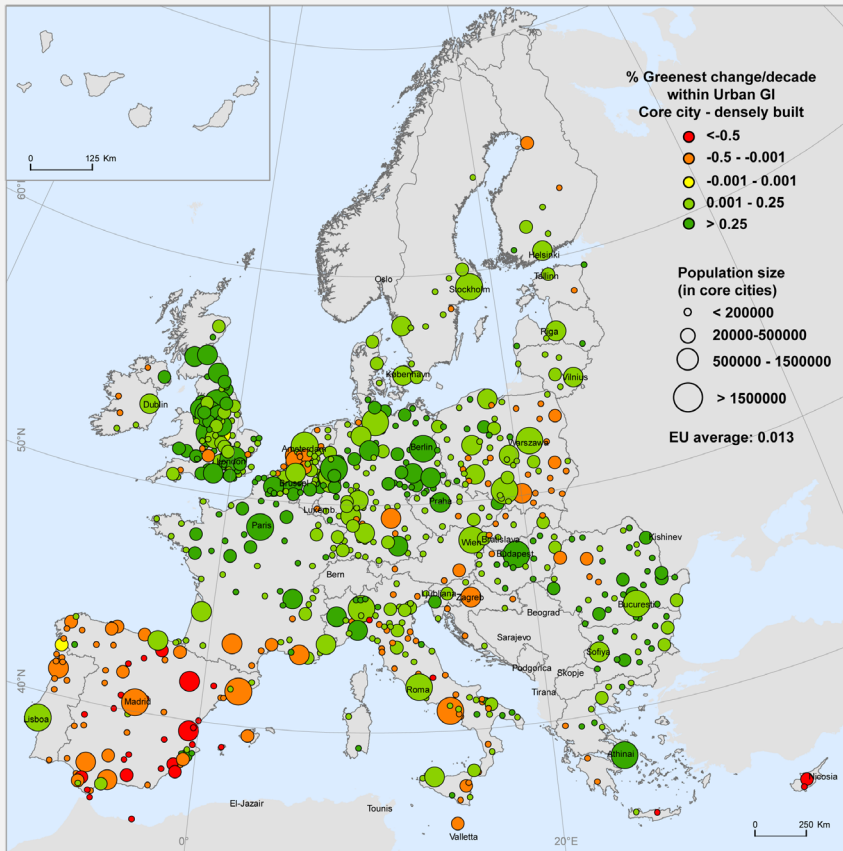 0 125 Km
60°
50°N
40°N
0°
20°E
% Greenest change/decade
within Urban GI
Core city - densely built
<-0.5
-0.5 - -0.001
-0.001 - 0.001
0.001 - 0.25
> 0.25
Population size
(in core cities)
< 200000
20000-500000
500000 - 1500000
> 1500000
EU average: 0.013
Oslo
Helsinki
Tallinn
Stockholm
Riga
København
Vilnius
Dublin
London
Amsterdam
Berlin
Warszawa
Brussel
Luxemb.
Praha
Paris
Wien
Bratislava
Budapest
Kishinev
Bern
Ljubljana
Zagreb
Beograd
Bucuresti
Sarajevo
Sofiya
Podgorica
Skopje
Tirana
Roma
Madrid
Lisboa
Athinai
Nicosia
El-Jazair
Tounis
Valletta
0 250 Km